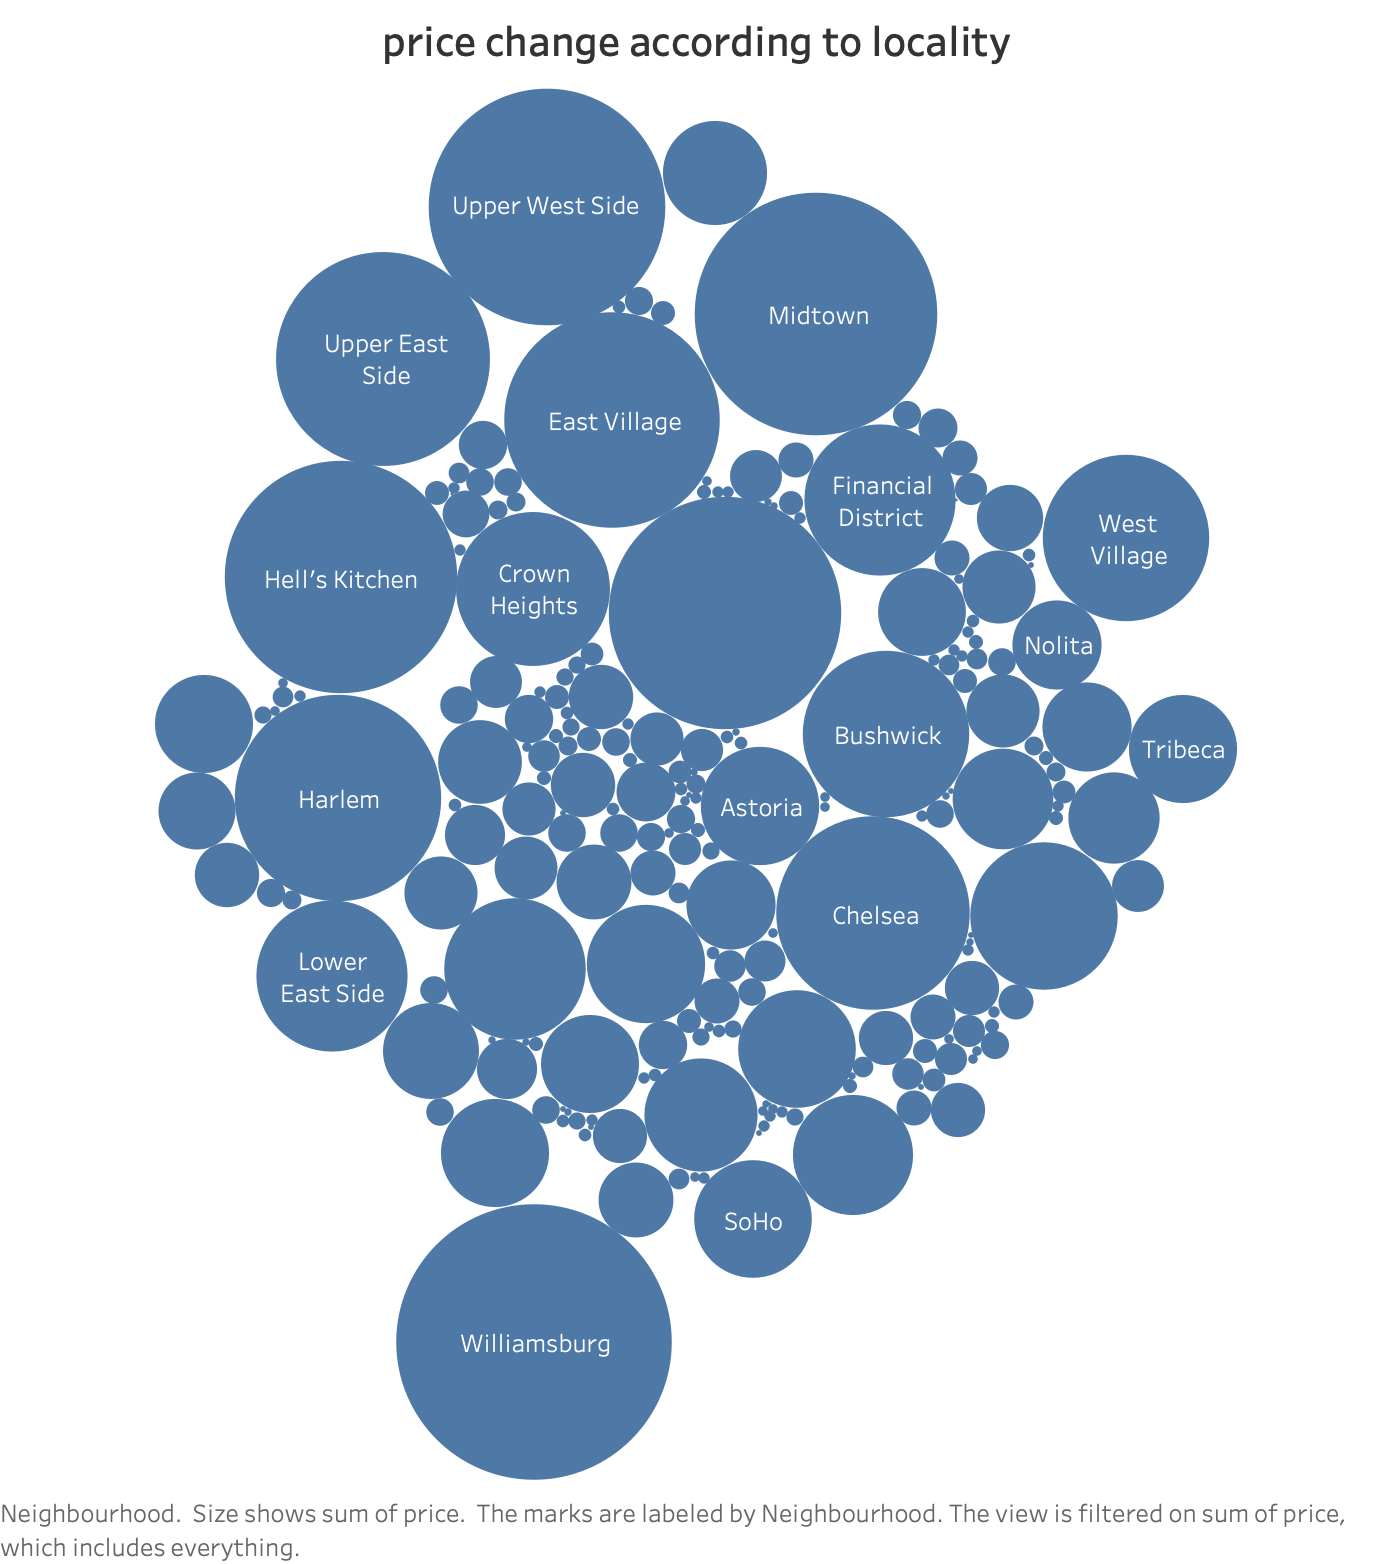 price change according to locality
Upper West Side
Midtown
Upper East
Side
East Village
Financial
District
West
Village
Hell's Kitchen
Crown
Heights
Nolita
Bushwick
Tribeca
Harlem
Astoria
Chelsea
Lower
East Side
SoHo
Williamsburg
Neighbourhood.  Size shows sum of price.  The marks are labeled by Neighbourhood. The view is filtered on sum of price,
which includes everything.